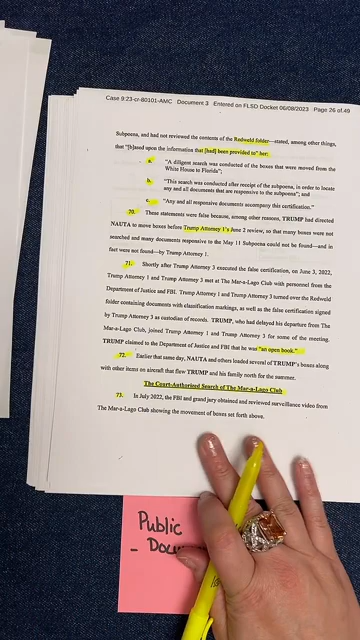 Case 9:23-cr-80101-AMC   Document 3   Entered on FLSD Docket 06/08/2023   Page 26 of 49
Subpoena, and had not reviewed the contents of the Redweld folder—stated, among other things,
that "[b]ased upon the information that [had] been provided to" her:
a. "A diligent search was conducted of the boxes that were moved from the
White House to Florida";
b. "This search was conducted after receipt of the subpoena, in order to locate
any and all documents that are responsive to the subpoena"; and
c. "Any and all responsive documents accompany this certification."
70. These statements were false because, among other reasons, TRUMP had directed
NAUTA to move boxes before Trump Attorney 1's June 2 review, so that many boxes were not
searched and many documents responsive to the May 11 Subpoena could not be found—and in
fact were not found—by Trump Attorney 1.
71. Shortly after Trump Attorney 3 executed the false certification, on June 3, 2022,
Trump Attorney 1 and Trump Attorney 3 met at The Mar-a-Lago Club with personnel from the
Department of Justice and FBI. Trump Attorney 1 and Trump Attorney 3 turned over the Redweld
folder containing documents with classification markings, as well as the false certification signed
by Trump Attorney 3 as custodian of records. TRUMP, who had delayed his departure from The
Mar-a-Lago Club, joined Trump Attorney 1 and Trump Attorney 3 for some of the meeting.
TRUMP claimed to the Department of Justice and FBI that he was "an open book."
72. Earlier that same day, NAUTA and others loaded several of TRUMP's boxes along
with other items on aircraft that flew TRUMP and his family north for the summer.
The Court-Authorized Search of The Mar-a-Lago Club
73. In July 2022, the FBI and grand jury obtained and reviewed surveillance video from
The Mar-a-Lago Club showing the movement of boxes set forth above.
Public
-